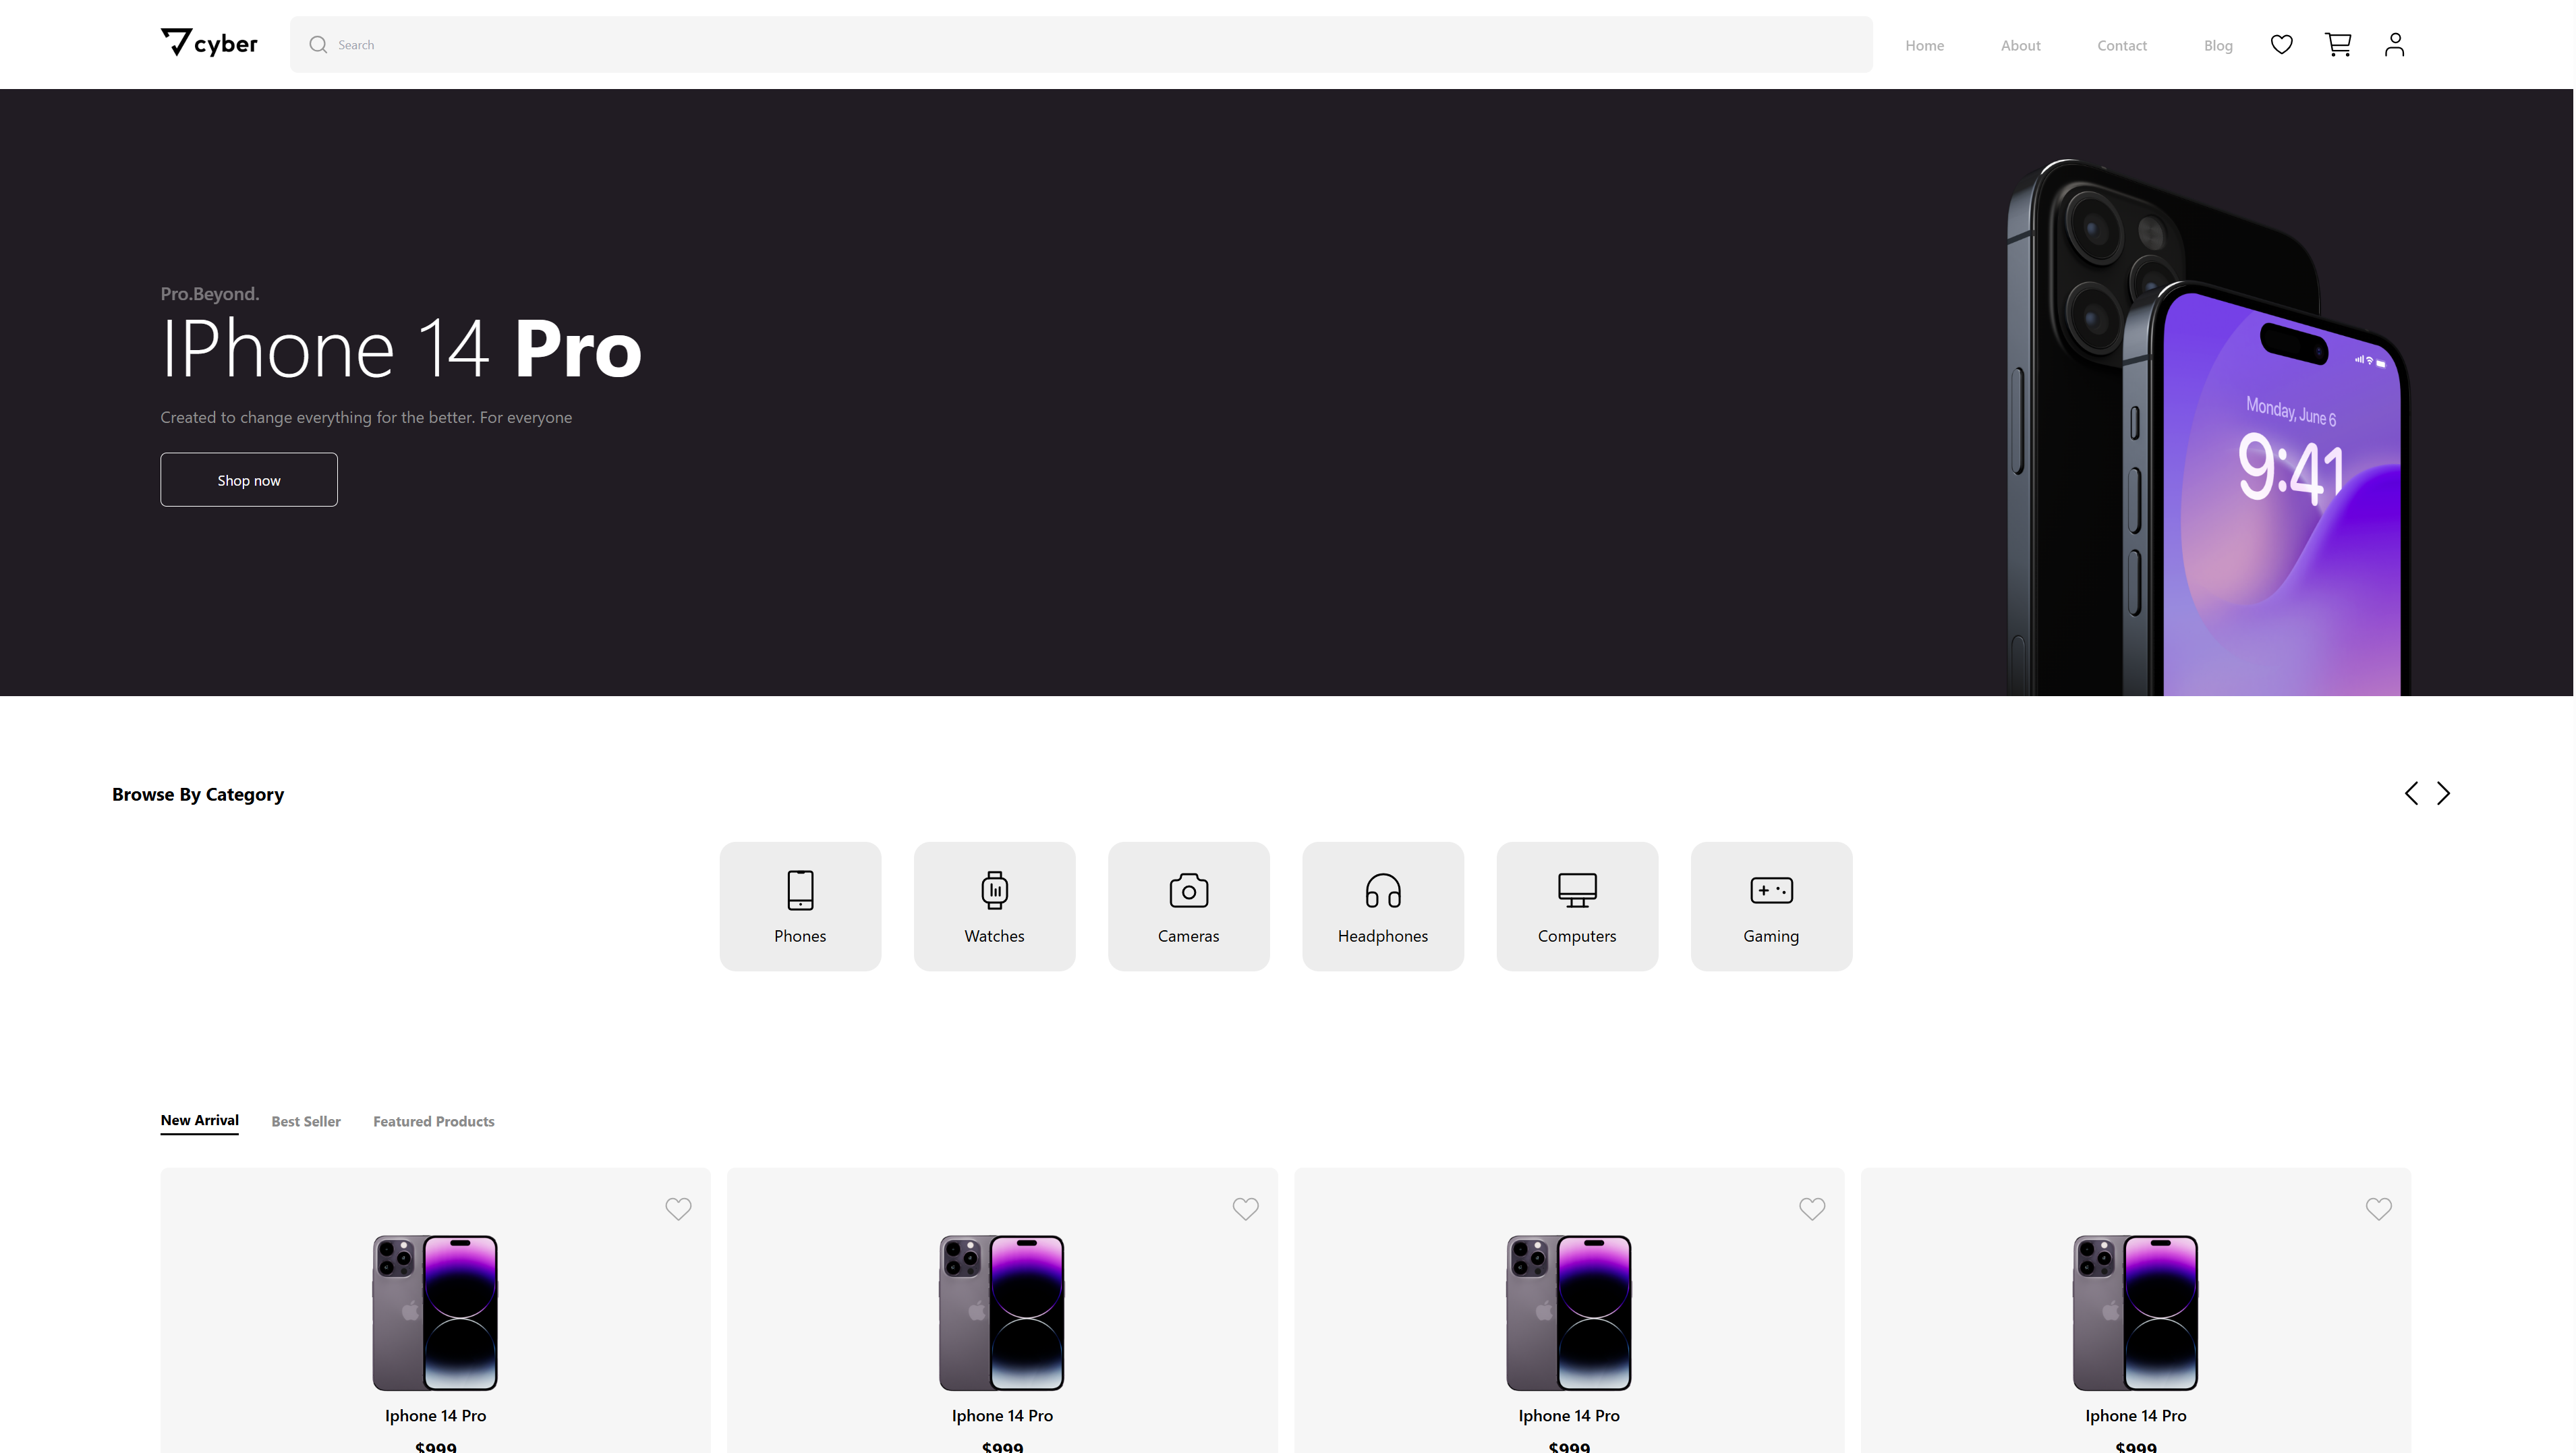 cyber
Search
Home About Contact Blog
Pro.Beyond.
IPhone 14 Pro
Created to change everything for the better. For everyone
Shop now
Monday, June 6
9:41
Browse By Category
Phones Watches Cameras Headphones Computers Gaming
New Arrival Best Seller Featured Products
Iphone 14 Pro Iphone 14 Pro Iphone 14 Pro Iphone 14 Pro
$999 $999 $999 $999